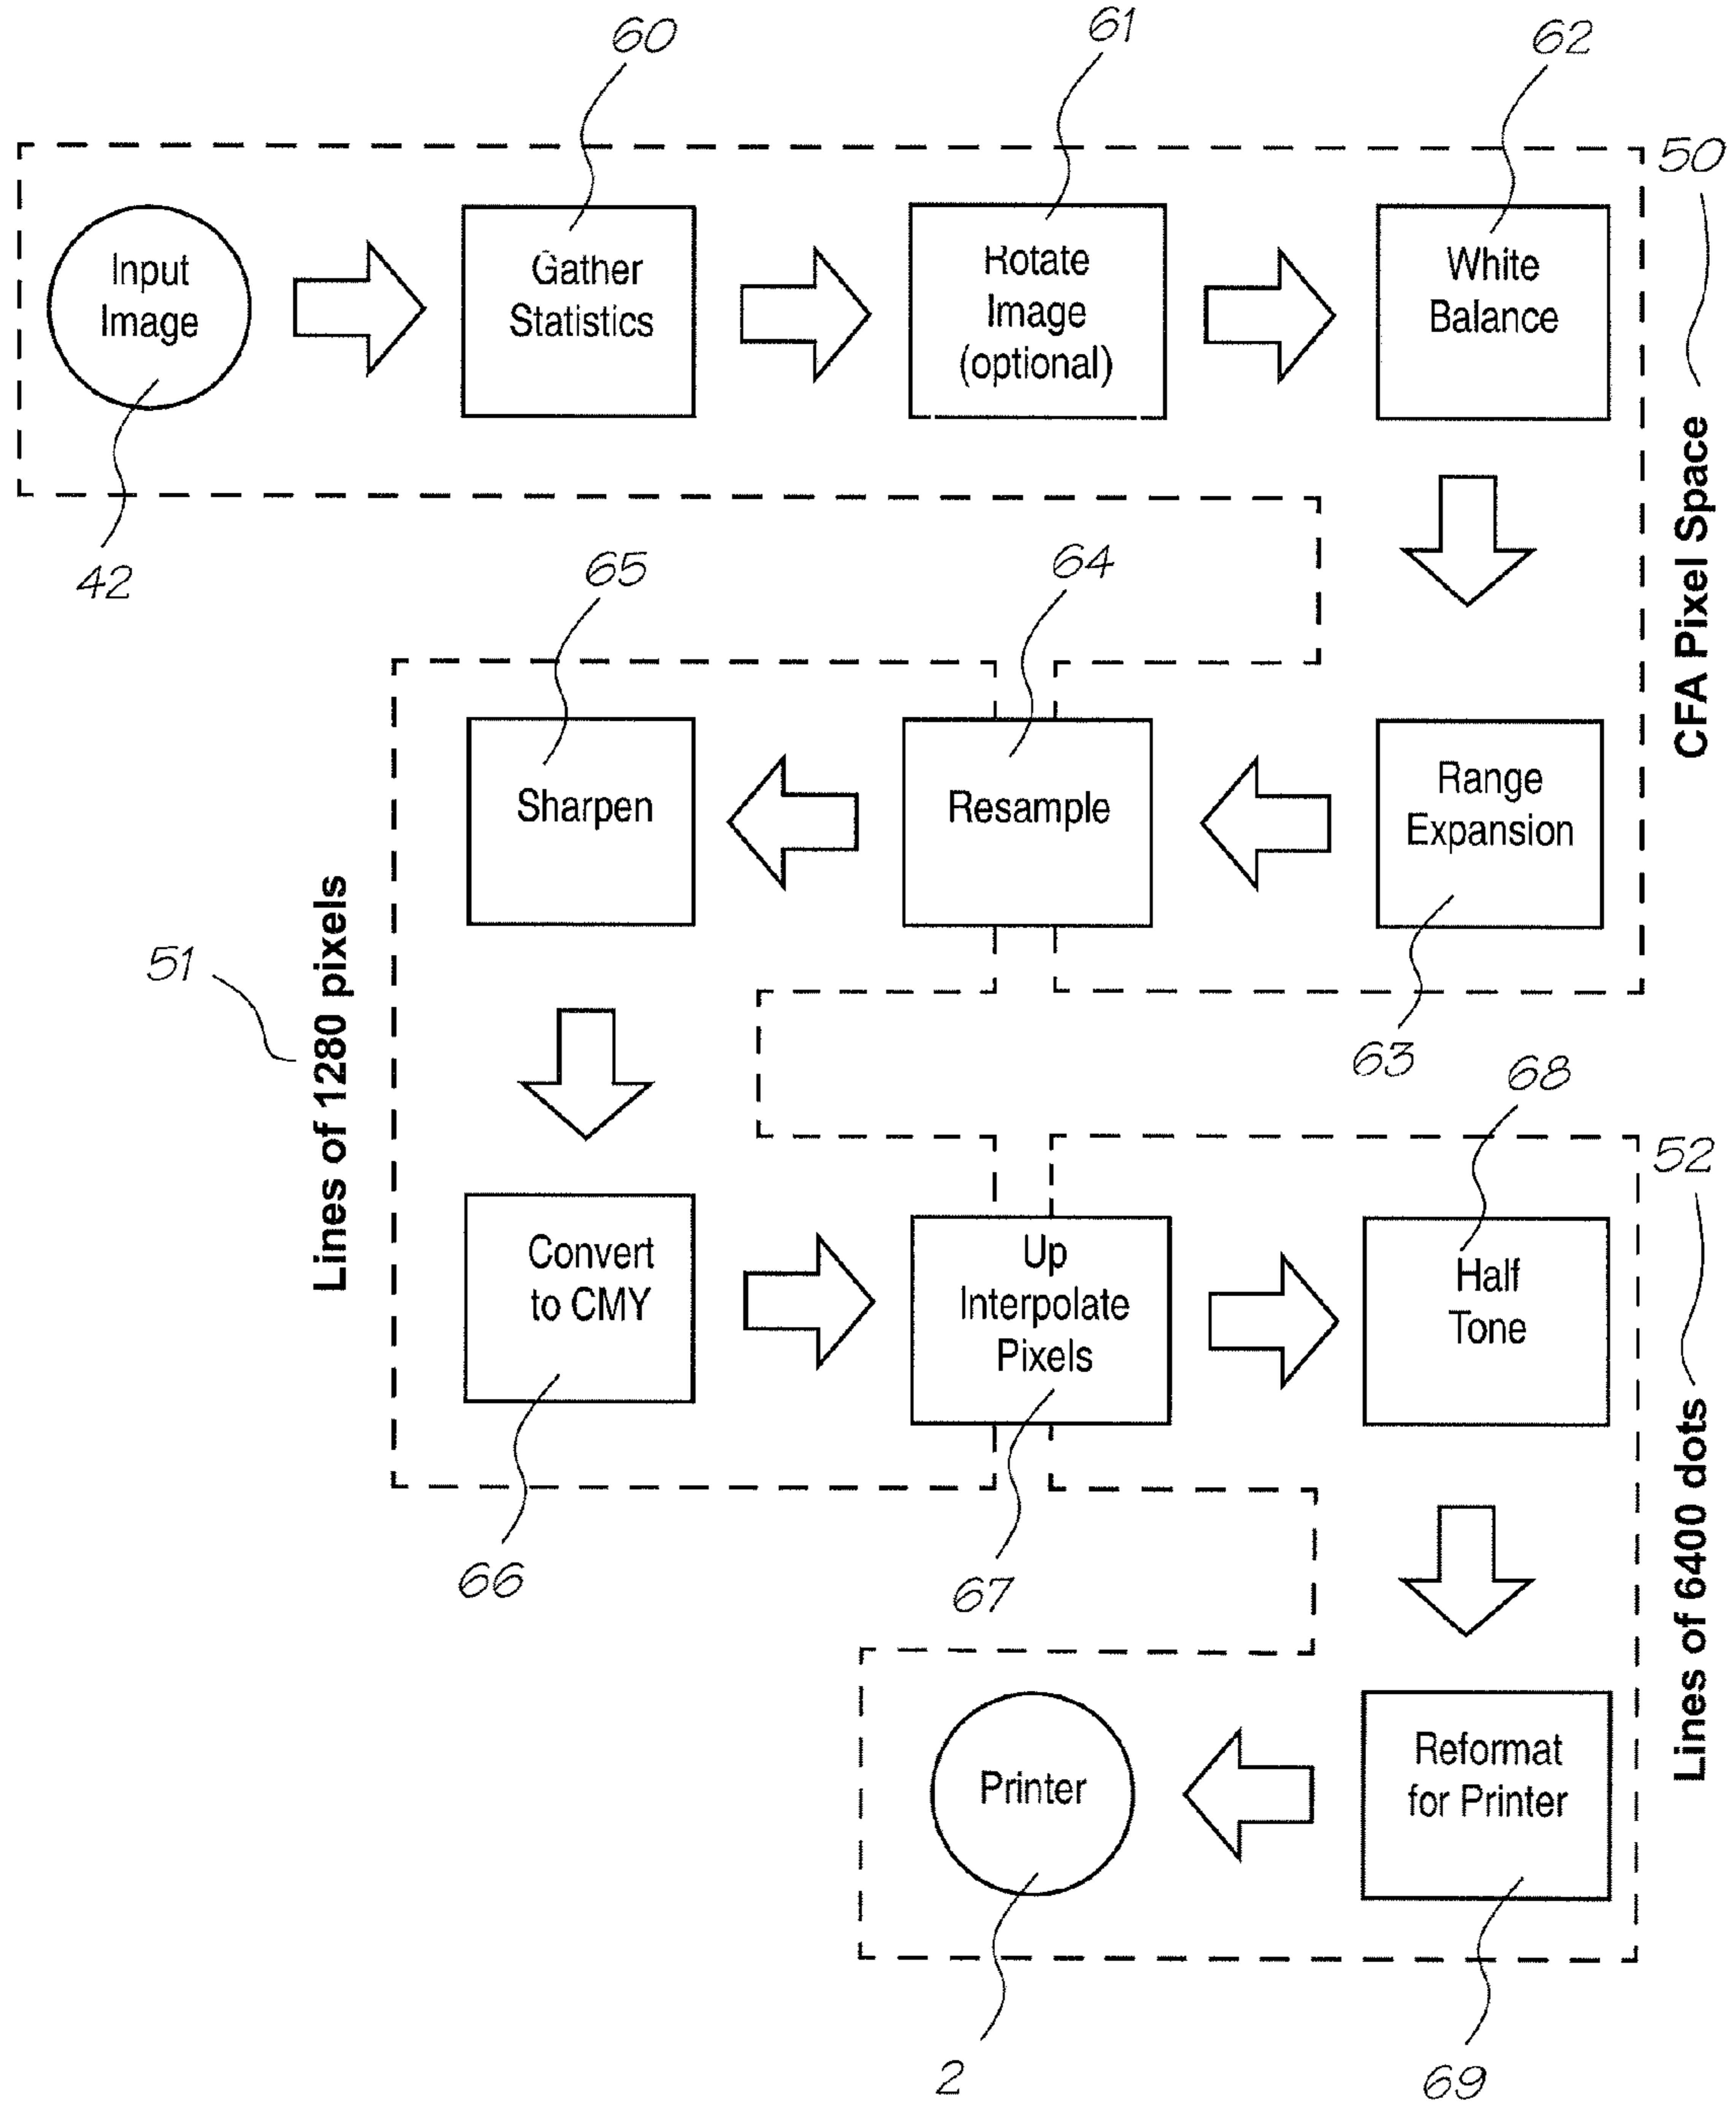 60
61
62
50
Input
Image
Gather
Statistics
Rotate
Image
(optional)
White
Balance
42
CFA Pixel Space
65
64
Sharpen
Resample
Range
Expansion
51
Lines of 1280 pixels
63
68
52
Convert
to CMY
Up
Interpolate
Pixels
Half
Tone
66
67
Lines of 6400 dots
Printer
Reformat
for Printer
2
69